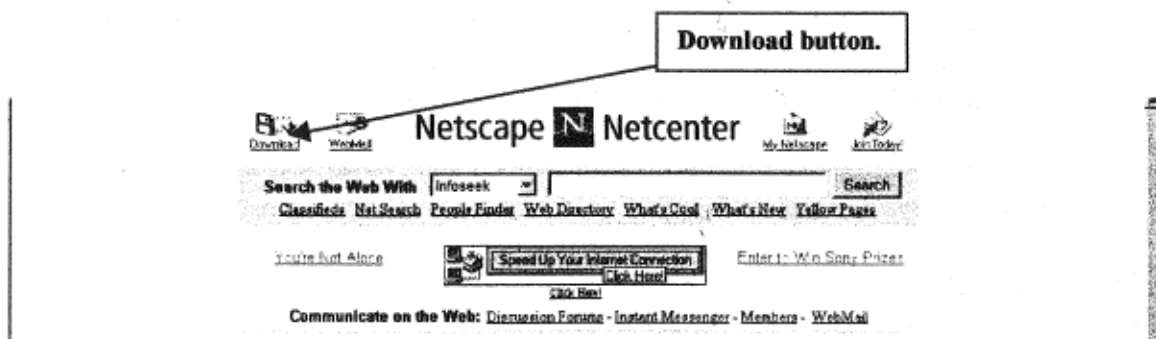 Download button.
Download WebMail Netscape N Netcenter My Netscape Join Today!
Search the Web With Infoseek Search
Classifieds Net Search People Finder Web Directory What's Cool What's New Yellow Pages
You're Not Alone Speed Up Your Internet Connection Enter to Win Sony Prizes
Click Here!
Click Here!
Communicate on the Web: Discussion Forums - Instant Messenger - Members - WebMail